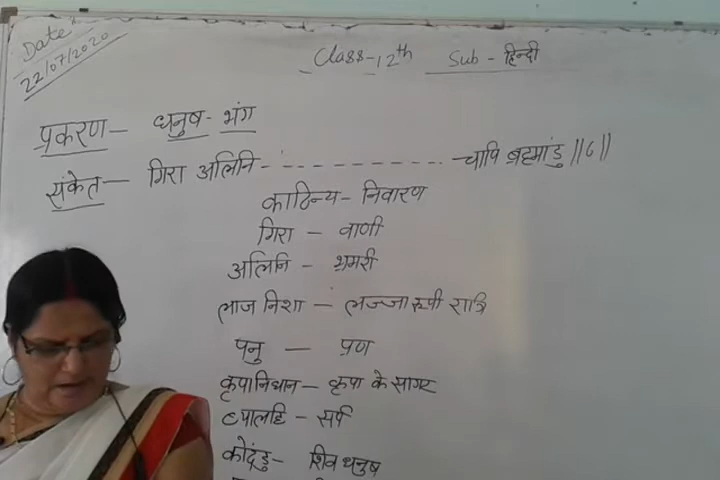 Date
22/07/2020
Class-12th Sub - हिन्दी
प्रकरण - धनुष-भंग
संकेत - गिरा अलिनि - - - - - - - - - - चापि ब्रह्मांडु ||८||
काठिन्य - निवारण
गिरा - वाणी
अलिनि - भ्रमरी
लाज निशा - लज्जा रूपी रात्रि
पनु - प्रण
कृपानिधान - कृपा के सागर
व्यालहि - सर्प
कोदंडु - शिव धनुष